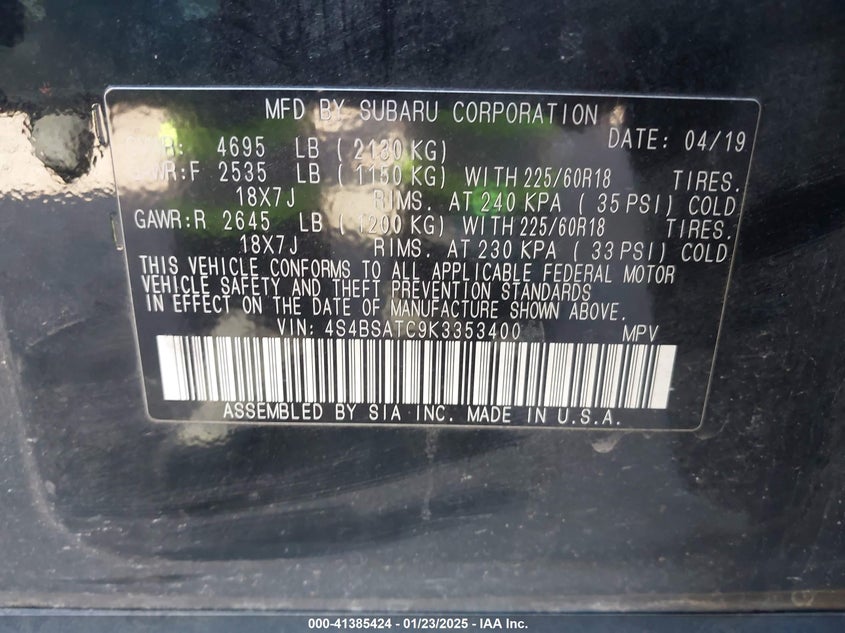 MFD BY SUBARU CORPORATION
DATE: 04/19
GVWR: 4695 LB ( 2130 KG)
GAWR:F 2535 LB ( 1150 KG) WITH 225/60R18 TIRES.
18X7J RIMS. AT 240 KPA ( 35 PSI) COLD
GAWR:R 2645 LB ( 1200 KG) WITH 225/60R18 TIRES.
18X7J RIMS. AT 230 KPA ( 33 PSI) COLD
THIS VEHICLE CONFORMS TO ALL APPLICABLE FEDERAL MOTOR
VEHICLE SAFETY AND THEFT PREVENTION STANDARDS
IN EFFECT ON THE DATE OF MANUFACTURE SHOWN ABOVE.
VIN: 4S4BSATC9K3353400 MPV
ASSEMBLED BY SIA INC. MADE IN U.S.A.
000-41385424 - 01/23/2025 - IAA Inc.